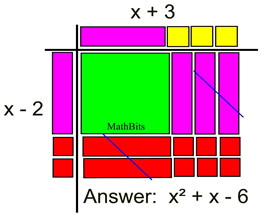 x + 3
x - 2
MathBits
Answer: x² + x - 6